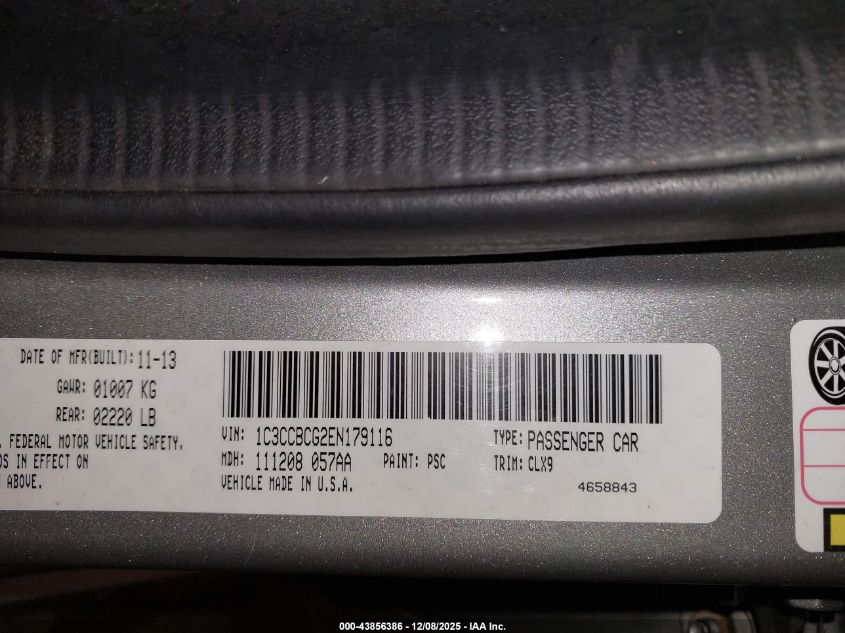 DATE OF MFR(BUILT): 11-13
GAWR: 01007 KG
REAR: 02220 LB
FEDERAL MOTOR VEHICLE SAFETY,
IN EFFECT ON
ABOVE.
VIN: 1C3CCBCG2EN179116
TYPE: PASSENGER CAR
MDH: 111208 057AA
PAINT: PSC
TRIM: CLX9
VEHICLE MADE IN U.S.A.
4658843
000-43856386 - 12/08/2025 - IAA Inc.